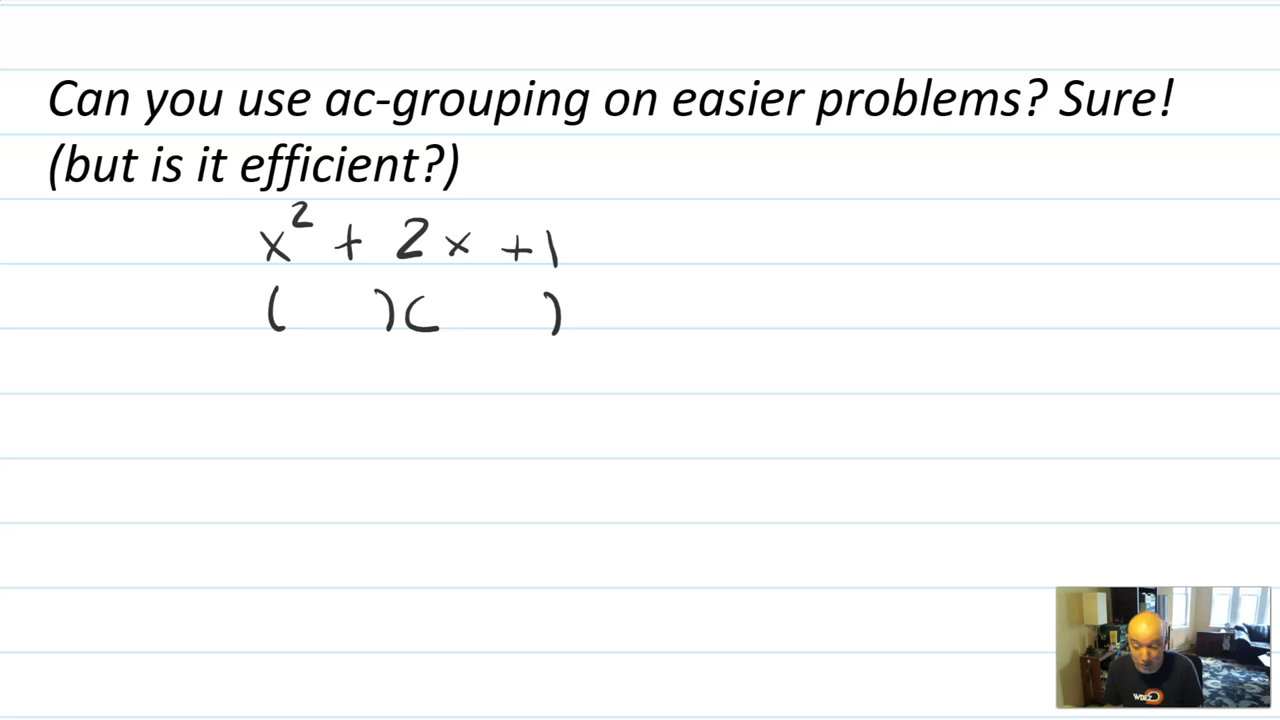 Can you use ac-grouping on easier problems? Sure!
(but is it efficient?)
x² + 2x +1
( )( )